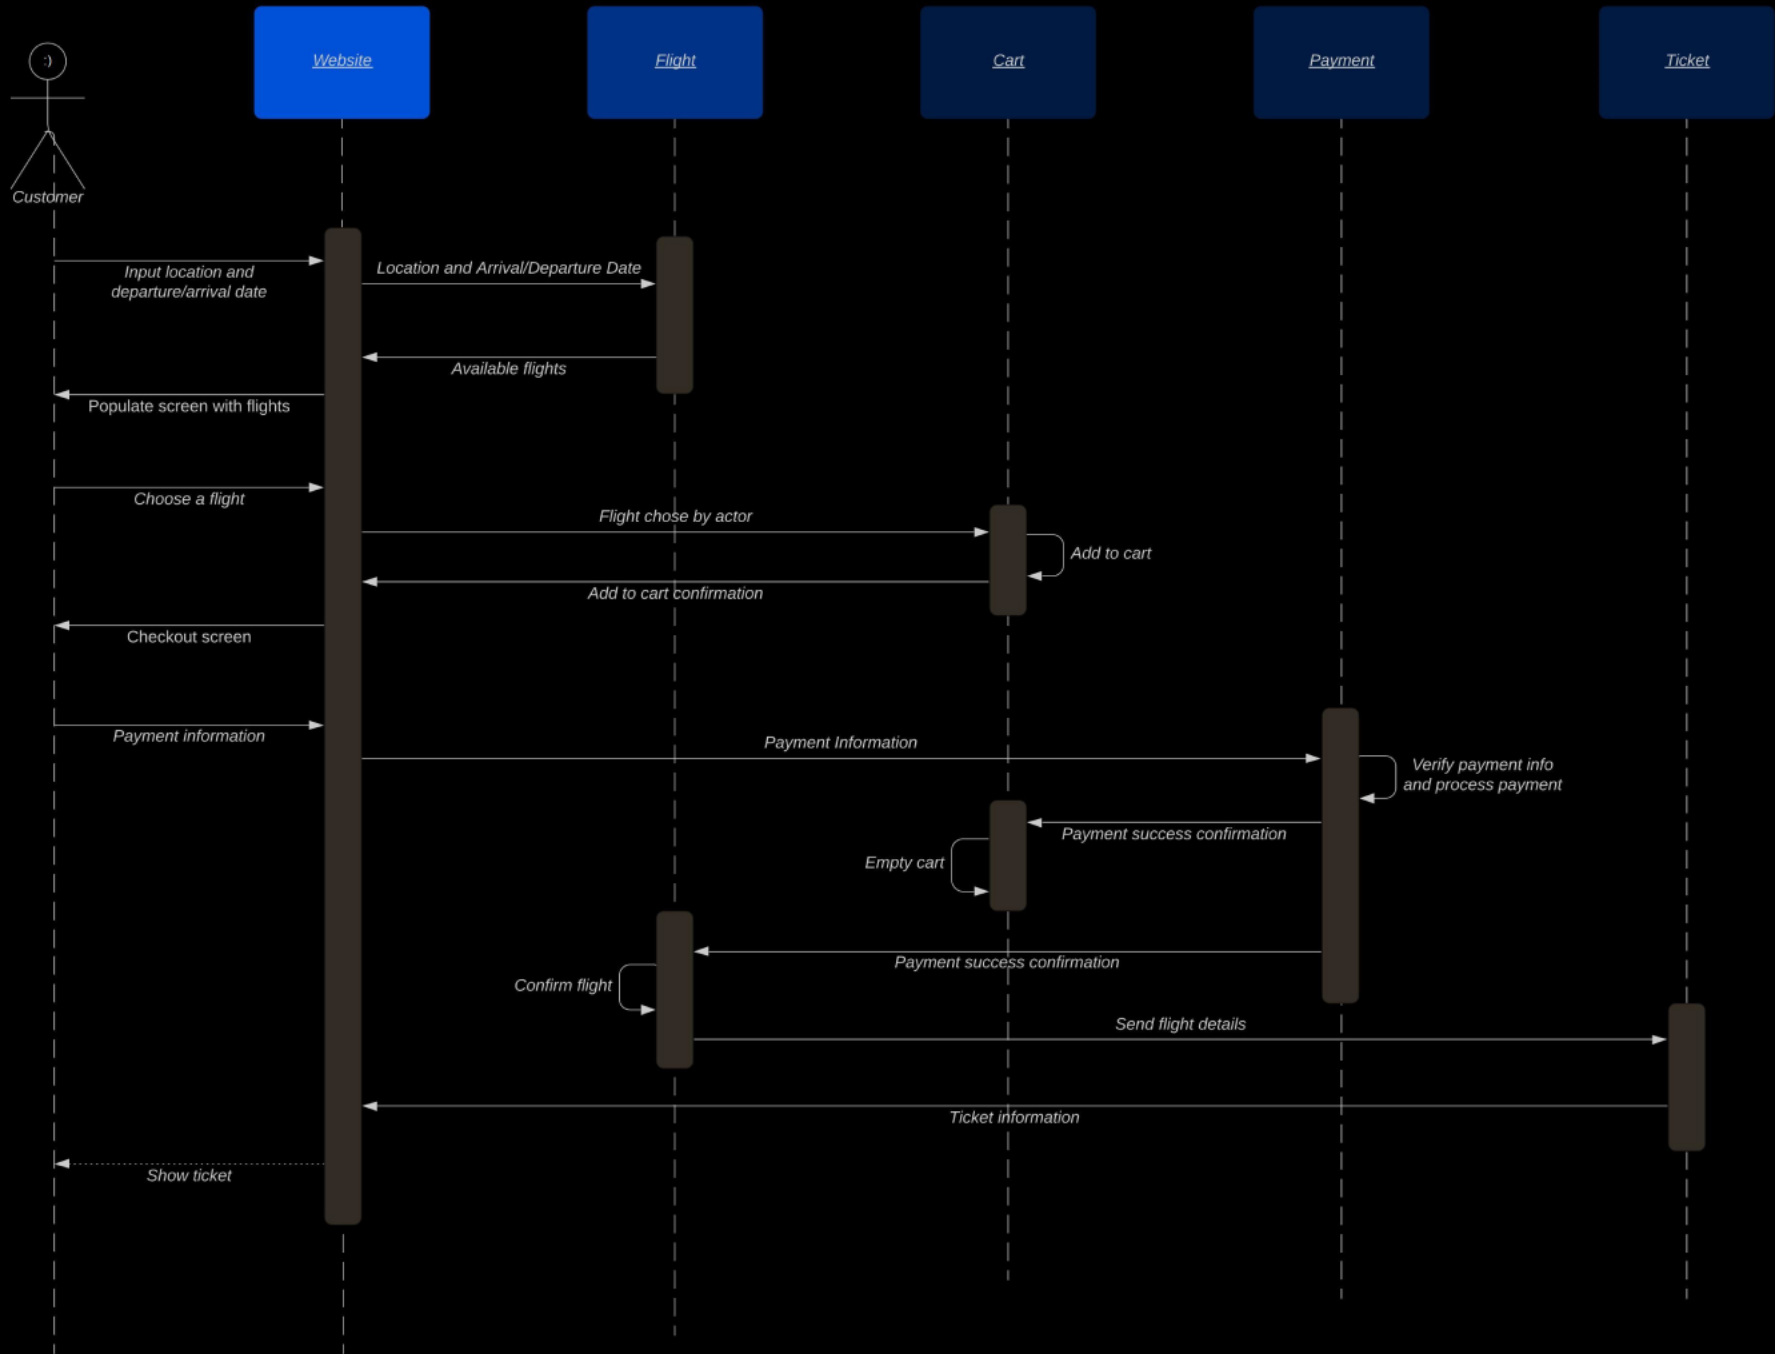 :)
Website
Flight
Cart
Payment
Ticket
Customer
Input location and
departure/arrival date
Location and Arrival/Departure Date
Available flights
Populate screen with flights
Choose a flight
Flight chose by actor
Add to cart
Add to cart confirmation
Checkout screen
Payment information
Payment Information
Verify payment info
and process payment
Payment success confirmation
Empty cart
Payment success confirmation
Confirm flight
Send flight details
Ticket information
Show ticket